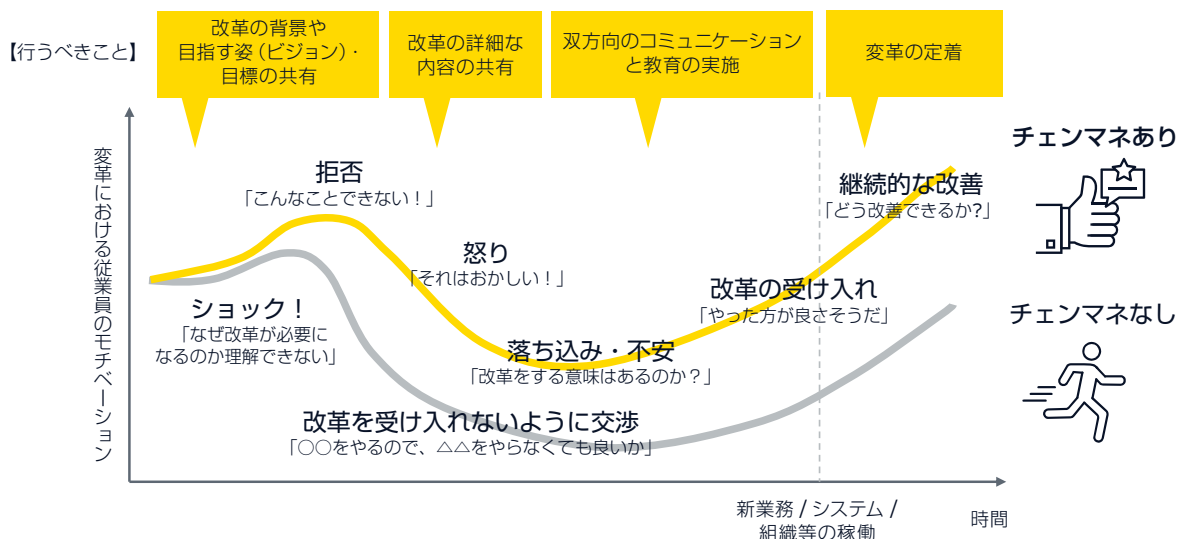 【行うべきこと】
改革の背景や
目指す姿（ビジョン）・
目標の共有
改革の詳細な
内容の共有
双方向のコミュニケーション
と教育の実施
変革の定着
変革における従業員のモチベーション
拒否
「こんなことできない！」
怒り
「それはおかしい！」
ショック！
「なぜ改革が必要に
なるのか理解できない」
落ち込み・不安
「改革をする意味はあるのか？」
改革を受け入れないように交渉
「○○をやるので、△△をやらなくても良いか」
改革の受け入れ
「やった方が良さそうだ」
継続的な改善
「どう改善できるか?」
チェンマネあり
チェンマネなし
新業務 / システム /
組織等の稼働
時間